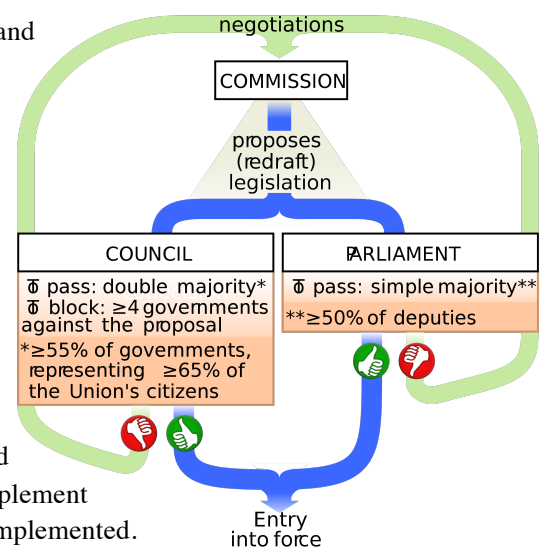 negotiations
and
COMMISSION
proposes
(redraft)
legislation
COUNCIL
To pass: double majority*
To block: ≥4 governments
against the proposal
*≥55% of governments,
representing ≥65% of
the Union's citizens
PARLIAMENT
To pass: simple majority**
**≥50% of deputies
Entry
into force
plement
mplemented.